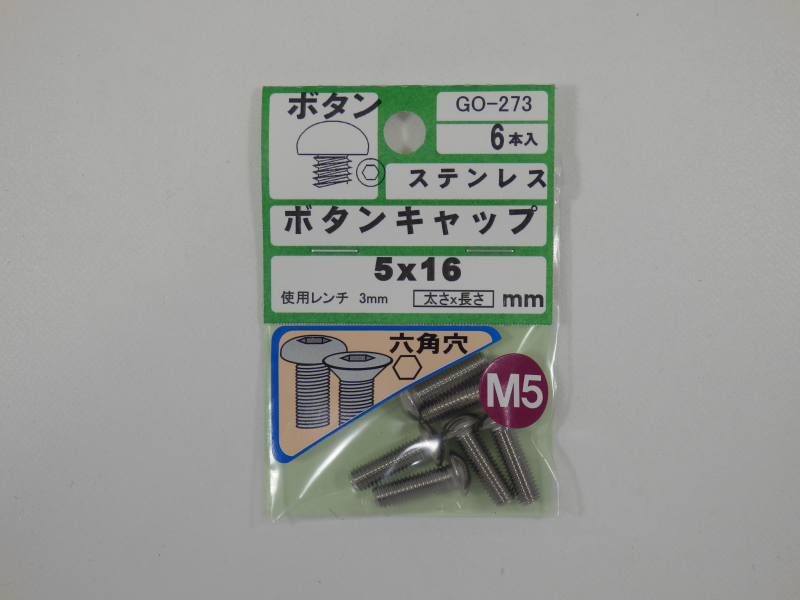 ボタン
GO-273
6本入
ステンレス
ボタンキャップ
5x16
使用レンチ 3mm 太さx長さ mm
六角穴
M5